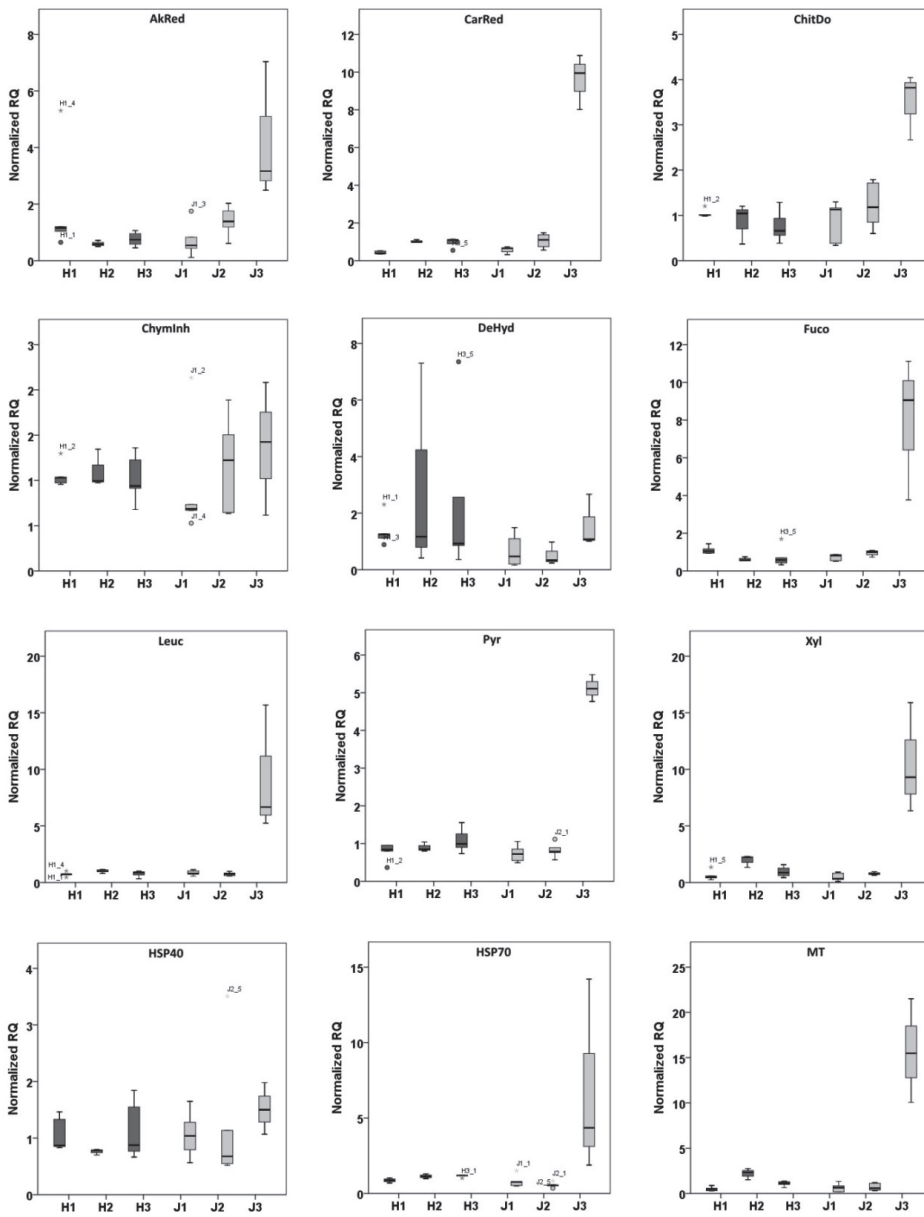 AkRed
Normalized RQ
8
6
4
2
0
H1_4
H1_1
J1_3
H1 H2 H3 J1 J2 J3
CarRed
Normalized RQ
12
10
8
6
4
2
0
H1 H2 H3 J1 J2 J3
ChitDo
Normalized RQ
5
4
3
2
1
0
H1_2
H1 H2 H3 J1 J2 J3
ChymInh
Normalized RQ
3
2
2
1
1
0
H1_2
J1_2
J1_4
H1 H2 H3 J1 J2 J3
DeHyd
Normalized RQ
8
6
4
2
0
H1_1
H1_3
H3_5
H1 H2 H3 J1 J2 J3
Fuco
Normalized RQ
12
10
8
6
4
2
0
H3_5
H1 H2 H3 J1 J2 J3
Leuc
Normalized RQ
20
15
10
5
0
H1_4
H1 H2 H3 J1 J2 J3
Pyr
Normalized RQ
6
5
4
3
2
1
0
H1_2
J2_1
H1 H2 H3 J1 J2 J3
Xyl
Normalized RQ
20
15
10
5
0
H1_5
H1 H2 H3 J1 J2 J3
HSP40
Normalized RQ
4
3
2
1
0
J2_5
H1 H2 H3 J1 J2 J3
HSP70
Normalized RQ
15
10
5
0
H3_1
J1_1
J2_5
J2_1
H1 H2 H3 J1 J2 J3
MT
Normalized RQ
25
20
15
10
5
0
H1 H2 H3 J1 J2 J3